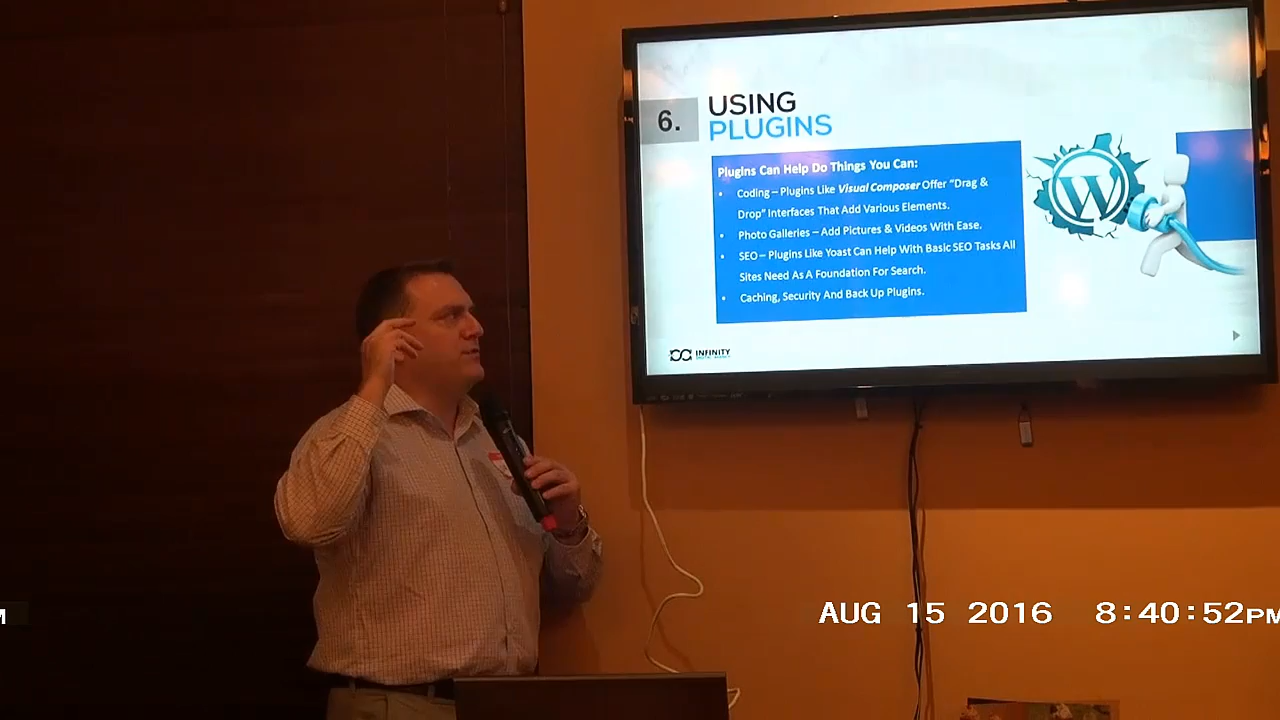 6.
USING
PLUGINS
Plugins Can Help Do Things You Can:
• Coding – Plugins Like Visual Composer Offer “Drag &
Drop” Interfaces That Add Various Elements.
• Photo Galleries – Add Pictures & Videos With Ease.
• SEO – Plugins Like Yoast Can Help With Basic SEO Tasks All
Sites Need As A Foundation For Search.
• Caching, Security And Back Up Plugins.
W
INFINITY
M
AUG 15 2016 8:40:52PM